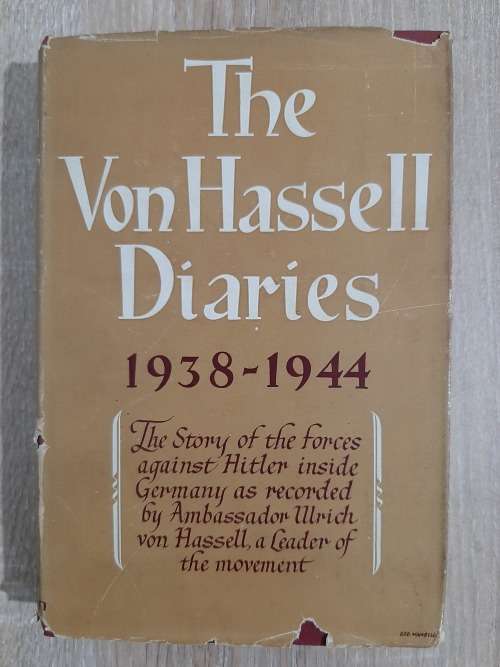 The
Von Hassell
Diaries
1938-1944
The Story of the forces
against Hitler inside
Germany as recorded
by Ambassador Ulrich
von Hassell, a Leader of
the movement